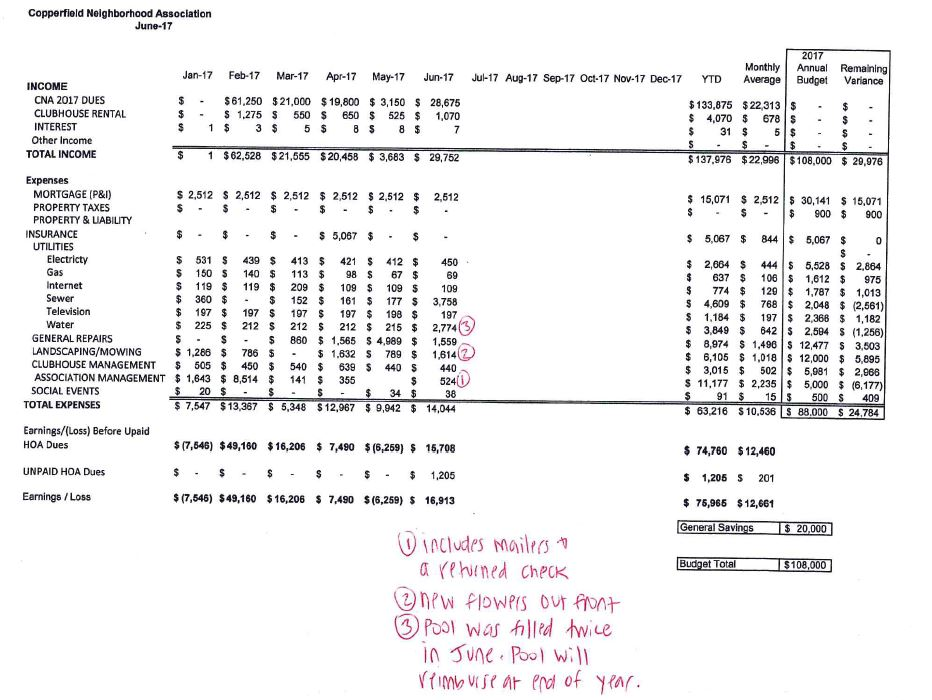 Copperfield Neighborhood Association
June-17
Jan-17 Feb-17 Mar-17 Apr-17 May-17 Jun-17 Jul-17 Aug-17 Sep-17 Oct-17 Nov-17 Dec-17 YTD Monthly Average 2017 Annual Budget Remaining Variance
INCOME
CNA 2017 DUES $ - $61,250 $21,000 $19,800 $ 3,150 $ 28,675 $133,875 $22,313 $ - $ -
CLUBHOUSE RENTAL $ - $ 1,275 $ 550 $ 650 $ 525 $ 1,070 $ 4,070 $ 678 $ - $ -
INTEREST $ 1 $ 3 $ 5 $ 8 $ 8 $ 7 $ 31 $ 5 $ - $ -
Other Income $ - $ - $ - $ -
TOTAL INCOME $ 1 $62,528 $21,555 $20,458 $ 3,683 $ 29,752 $137,976 $22,996 $108,000 $ 29,976
Expenses
MORTGAGE (P&I) $ 2,512 $ 2,512 $ 2,512 $ 2,512 $ 2,512 $ 2,512 $ 15,071 $ 2,512 $ 30,141 $ 15,071
PROPERTY TAXES $ - $ - $ - $ - $ - $ - $ - $ - $ 900 $ 900
PROPERTY & LIABILITY
INSURANCE $ - $ - $ - $ 5,067 $ - $ - $ 5,067 $ 844 $ 5,067 $ 0
UTILITIES $ -
Electricty $ 531 $ 439 $ 413 $ 421 $ 412 $ 450 $ 2,664 $ 444 $ 5,528 $ 2,864
Gas $ 150 $ 140 $ 113 $ 98 $ 67 $ 69 $ 637 $ 106 $ 1,612 $ 975
Internet $ 119 $ 119 $ 209 $ 109 $ 109 $ 109 $ 774 $ 129 $ 1,787 $ 1,013
Sewer $ 360 $ - $ 152 $ 161 $ 177 $ 3,758 $ 4,609 $ 768 $ 2,048 $ (2,561)
Television $ 197 $ 197 $ 197 $ 197 $ 198 $ 197 $ 1,184 $ 197 $ 2,366 $ 1,182
Water $ 225 $ 212 $ 212 $ 212 $ 215 $ 2,774 ③ $ 3,849 $ 642 $ 2,594 $ (1,256)
GENERAL REPAIRS $ - $ - $ 860 $ 1,565 $ 4,989 $ 1,559 $ 8,974 $ 1,496 $ 12,477 $ 3,503
LANDSCAPING/MOWING $ 1,286 $ 786 $ - $ 1,632 $ 789 $ 1,614 ② $ 6,105 $ 1,018 $ 12,000 $ 5,895
CLUBHOUSE MANAGEMENT $ 505 $ 450 $ 540 $ 639 $ 440 $ 440 $ 3,015 $ 502 $ 5,981 $ 2,966
ASSOCIATION MANAGEMENT $ 1,643 $ 8,514 $ 141 $ 355 $ 524 ① $ 11,177 $ 2,235 $ 5,000 $ (6,177)
SOCIAL EVENTS $ 20 $ - $ - $ - $ 34 $ 38 $ 91 $ 15 $ 500 $ 409
TOTAL EXPENSES $ 7,547 $13,367 $ 5,348 $12,967 $ 9,942 $ 14,044 $ 63,216 $10,536 $ 88,000 $ 24,784
Earnings/(Loss) Before Upaid
HOA Dues $ (7,546) $49,160 $16,206 $ 7,490 $ (6,259) $ 15,708 $ 74,760 $12,460
UNPAID HOA Dues $ - $ - $ - $ - $ - $ 1,205 $ 1,205 $ 201
Earnings / Loss $ (7,546) $49,160 $16,206 $ 7,490 $ (6,259) $ 16,913 $ 75,965 $12,661
General Savings $ 20,000
Budget Total $108,000
① includes mailers &
a returned check
② new flowers out front
③ Pool was filled twice
in June. Pool will
reimburse at end of year.